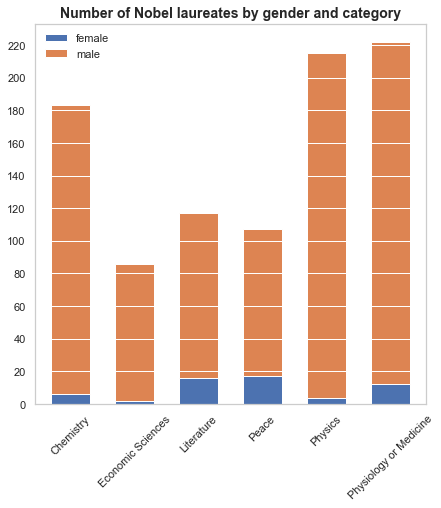 Number of Nobel laureates by gender and category
female
male
220
200
180
160
140
120
100
80
60
40
20
0
Chemistry
Economic Sciences
Literature
Peace
Physics
Physiology or Medicine